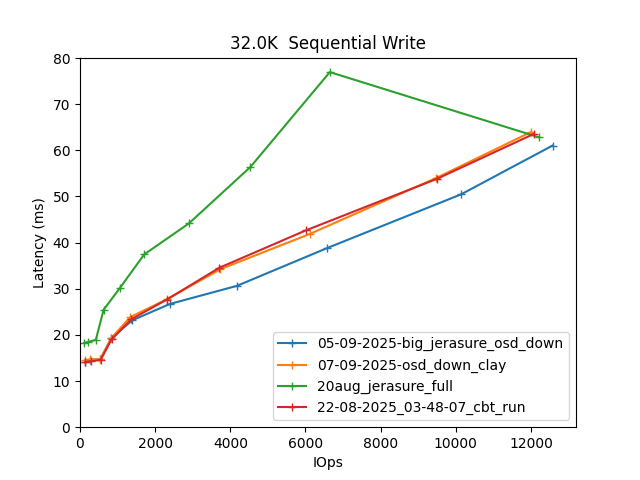 32.0K  Sequential Write
80
70
60
50
40
30
20
10
0
Latency (ms)
0 2000 4000 6000 8000 10000 12000
IOps
05-09-2025-big_jerasure_osd_down
07-09-2025-osd_down_clay
20aug_jerasure_full
22-08-2025_03-48-07_cbt_run